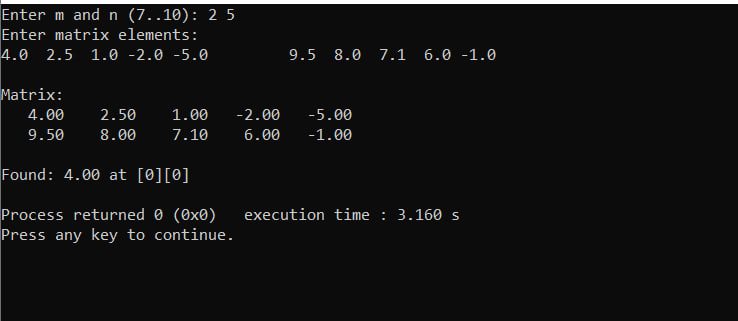 Enter m and n (7..10): 2 5
Enter matrix elements:
4.0  2.5  1.0 -2.0 -5.0         9.5  8.0  7.1  6.0 -1.0
Matrix:
   4.00    2.50    1.00   -2.00   -5.00
   9.50    8.00    7.10    6.00   -1.00
Found: 4.00 at [0][0]
Process returned 0 (0x0)   execution time : 3.160 s
Press any key to continue.